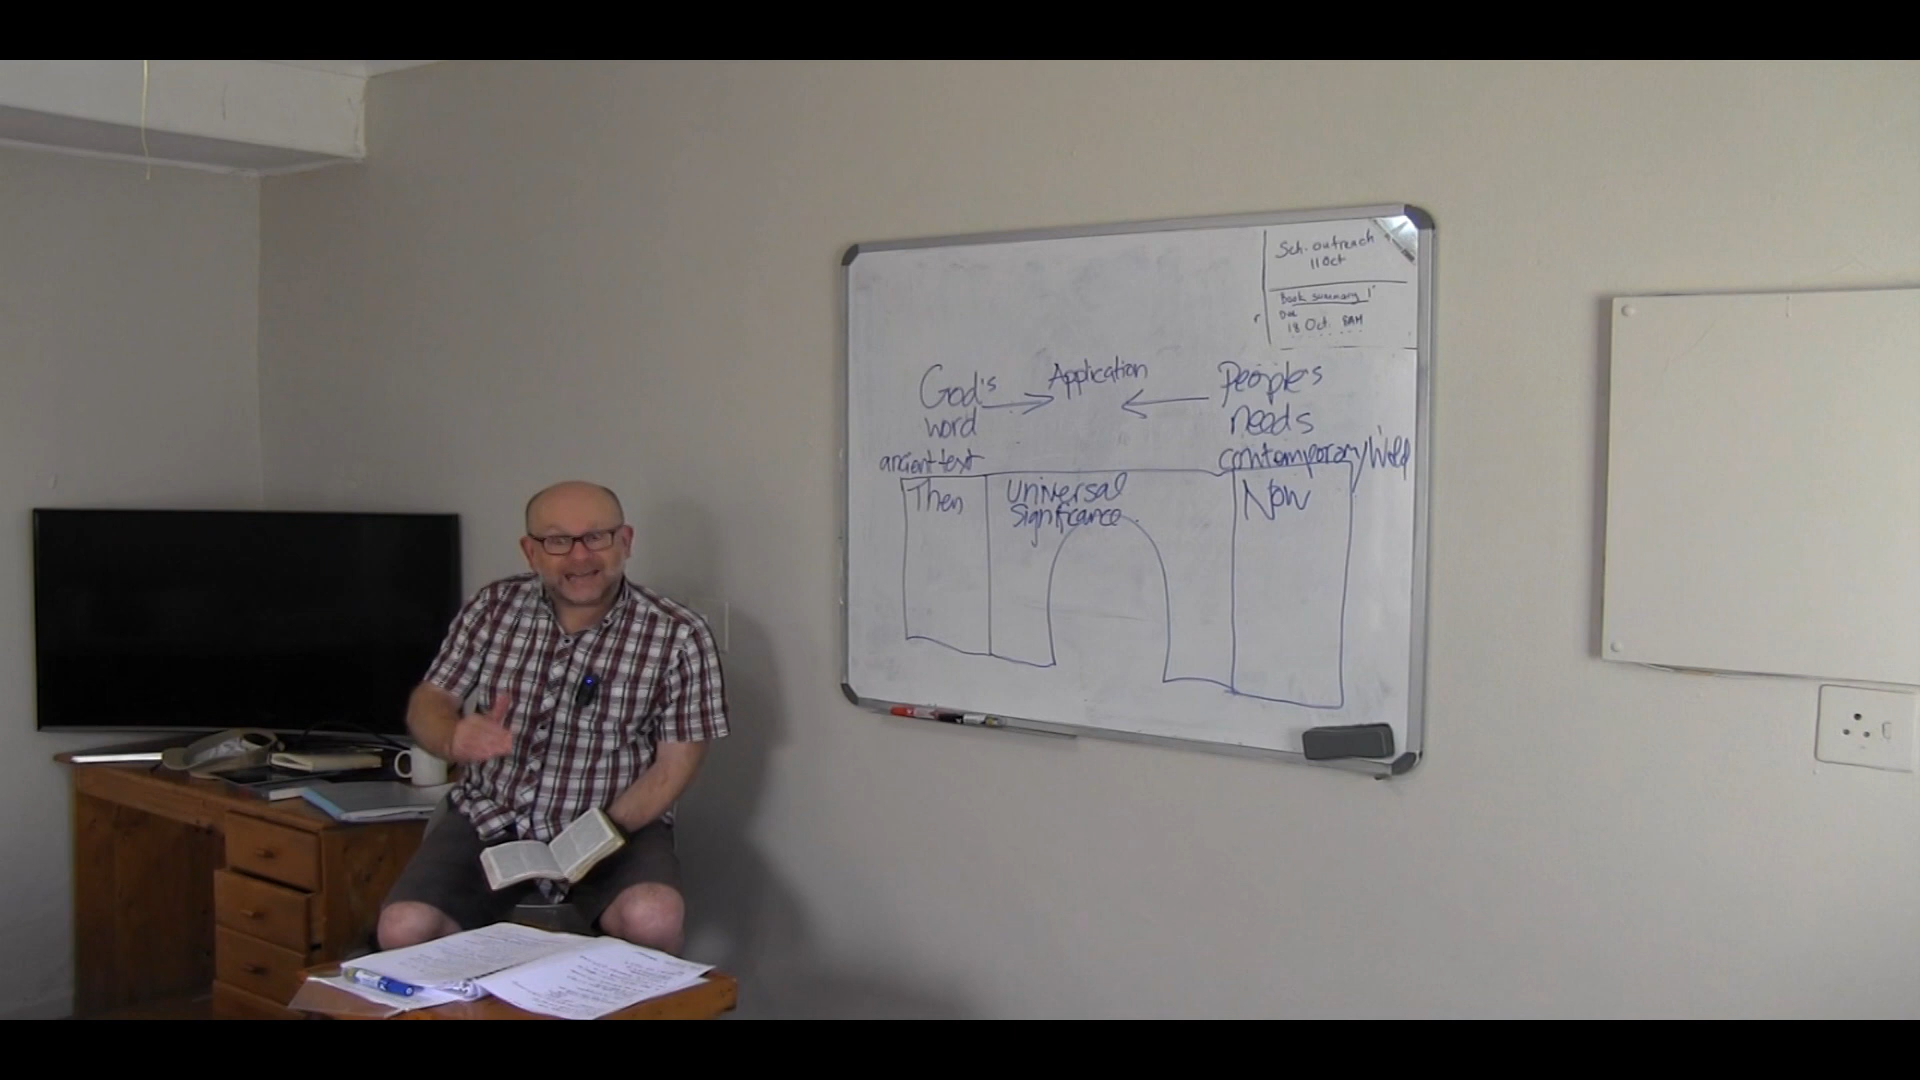 Sch. outreach
11 Oct
Book summary 1
Due
18 Oct 8AM
God's
word
Application
People's
needs
ancient text
contemporary World
Then
Universal
Significance
Now